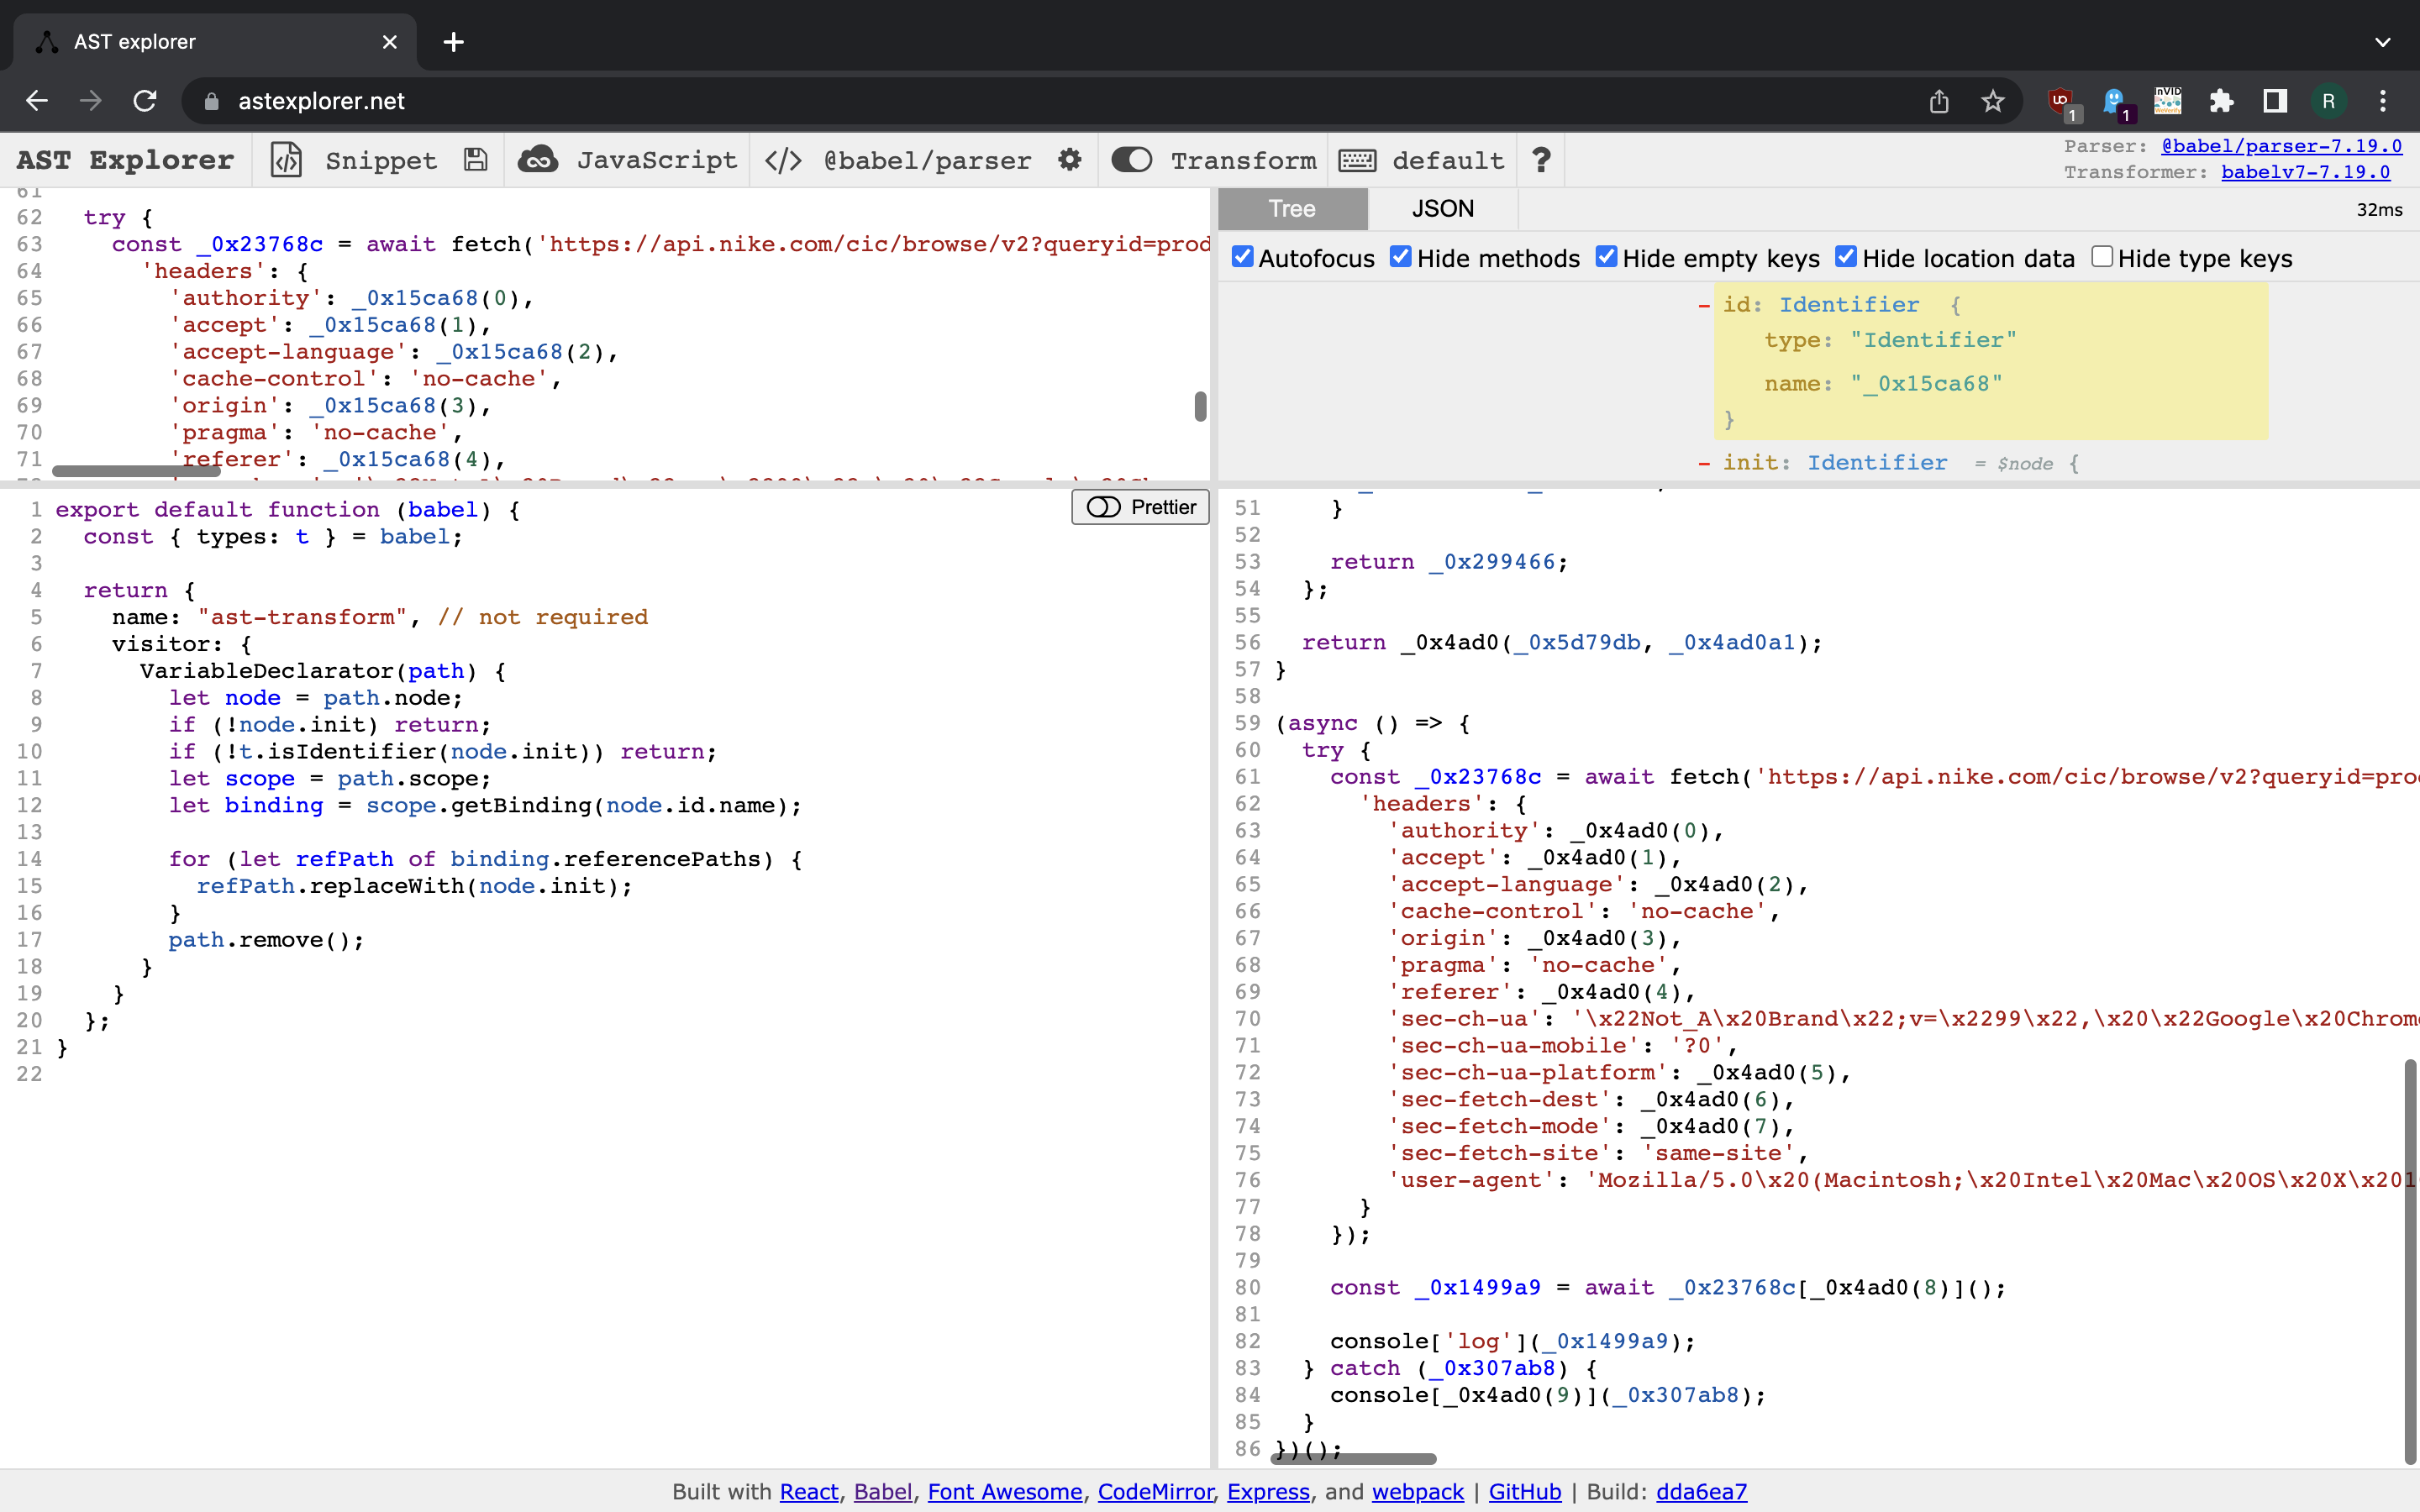 AST explorer
astexplorer.net
1
1
InVID
R
AST Explorer Snippet JavaScript </> @babel/parser Transform default ?
Parser: @babel/parser-7.19.0
Transformer: babelv7-7.19.0
61
62 try {
63 const _0x23768c = await fetch('https://api.nike.com/cic/browse/v2?queryid=prod
64 'headers': {
65 'authority': _0x15ca68(0),
66 'accept': _0x15ca68(1),
67 'accept-language': _0x15ca68(2),
68 'cache-control': 'no-cache',
69 'origin': _0x15ca68(3),
70 'pragma': 'no-cache',
71 'referer': _0x15ca68(4),
Tree JSON 32ms
Autofocus Hide methods Hide empty keys Hide location data Hide type keys
– id: Identifier {
type: "Identifier"
name: "_0x15ca68"
}
– init: Identifier = $node {
Prettier
1 export default function (babel) {
2 const { types: t } = babel;
3
4 return {
5 name: "ast-transform", // not required
6 visitor: {
7 VariableDeclarator(path) {
8 let node = path.node;
9 if (!node.init) return;
10 if (!t.isIdentifier(node.init)) return;
11 let scope = path.scope;
12 let binding = scope.getBinding(node.id.name);
13
14 for (let refPath of binding.referencePaths) {
15 refPath.replaceWith(node.init);
16 }
17 path.remove();
18 }
19 }
20 };
21 }
22
51 }
52
53 return _0x299466;
54 };
55
56 return _0x4ad0(_0x5d79db, _0x4ad0a1);
57 }
58
59 (async () => {
60 try {
61 const _0x23768c = await fetch('https://api.nike.com/cic/browse/v2?queryid=pro
62 'headers': {
63 'authority': _0x4ad0(0),
64 'accept': _0x4ad0(1),
65 'accept-language': _0x4ad0(2),
66 'cache-control': 'no-cache',
67 'origin': _0x4ad0(3),
68 'pragma': 'no-cache',
69 'referer': _0x4ad0(4),
70 'sec-ch-ua': '\x22Not_A\x20Brand\x22;v=\x2299\x22,\x20\x22Google\x20Chrom
71 'sec-ch-ua-mobile': '?0',
72 'sec-ch-ua-platform': _0x4ad0(5),
73 'sec-fetch-dest': _0x4ad0(6),
74 'sec-fetch-mode': _0x4ad0(7),
75 'sec-fetch-site': 'same-site',
76 'user-agent': 'Mozilla/5.0\x20(Macintosh;\x20Intel\x20Mac\x20OS\x20X\x201
77 }
78 });
79
80 const _0x1499a9 = await _0x23768c[_0x4ad0(8)]();
81
82 console['log'](_0x1499a9);
83 } catch (_0x307ab8) {
84 console[_0x4ad0(9)](_0x307ab8);
85 }
86 })();
Built with React, Babel, Font Awesome, CodeMirror, Express, and webpack | GitHub | Build: dda6ea7